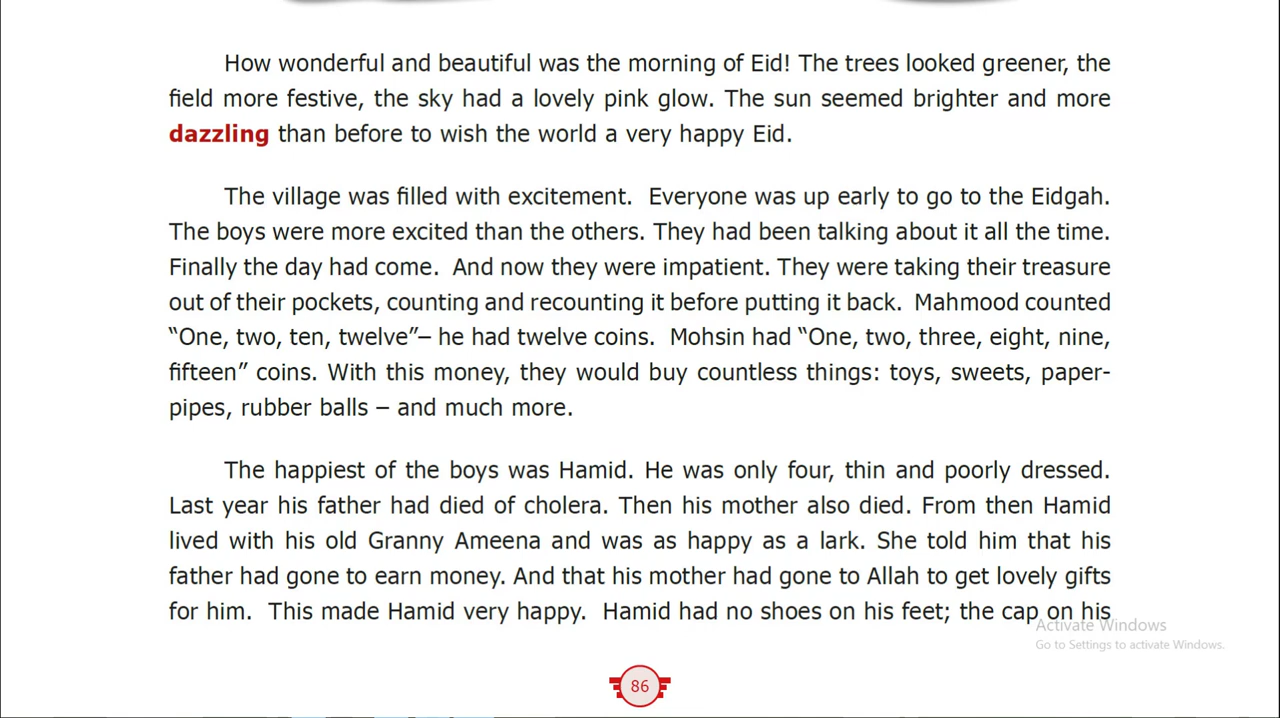 How wonderful and beautiful was the morning of Eid! The trees looked greener, the
field more festive, the sky had a lovely pink glow. The sun seemed brighter and more
dazzling than before to wish the world a very happy Eid.
The village was filled with excitement.  Everyone was up early to go to the Eidgah.
The boys were more excited than the others. They had been talking about it all the time.
Finally the day had come.  And now they were impatient. They were taking their treasure
out of their pockets, counting and recounting it before putting it back.  Mahmood counted
“One, two, ten, twelve”– he had twelve coins.  Mohsin had “One, two, three, eight, nine,
fifteen” coins. With this money, they would buy countless things: toys, sweets, paper-
pipes, rubber balls – and much more.
The happiest of the boys was Hamid. He was only four, thin and poorly dressed.
Last year his father had died of cholera. Then his mother also died. From then Hamid
lived with his old Granny Ameena and was as happy as a lark. She told him that his
father had gone to earn money. And that his mother had gone to Allah to get lovely gifts
for him.  This made Hamid very happy.  Hamid had no shoes on his feet; the cap on his
Activate Windows
Go to Settings to activate Windows.
86